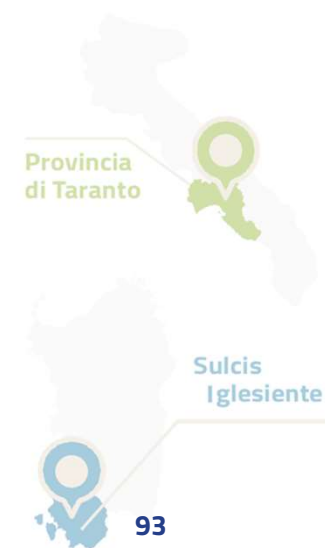 Provincia
di Taranto
Sulcis
Iglesiente
93